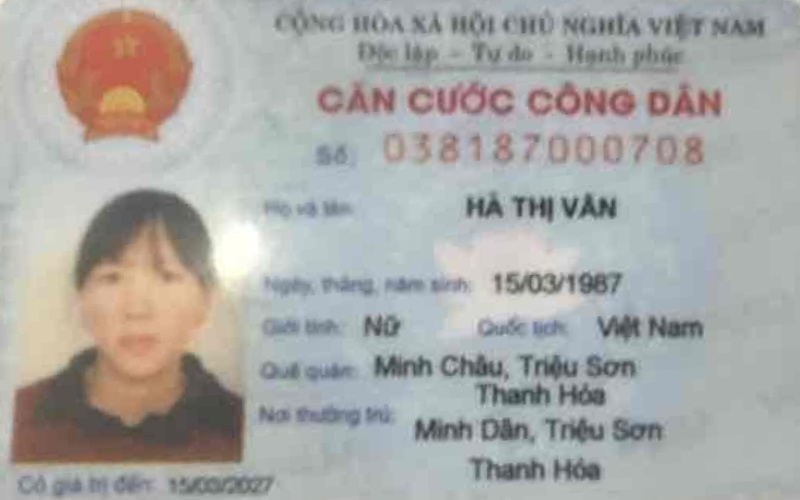 CỘNG HÒA XÃ HỘI CHỦ NGHĨA VIỆT NAM
Độc lập - Tự do - Hạnh phúc
CĂN CƯỚC CÔNG DÂN
Số: 038187000708
Họ và tên: HÀ THỊ VÂN
Ngày, tháng, năm sinh: 15/03/1987
Giới tính: Nữ Quốc tịch: Việt Nam
Quê quán: Minh Châu, Triệu Sơn
Thanh Hóa
Nơi thường trú: Minh Dân, Triệu Sơn
Thanh Hóa
Có giá trị đến: 15/03/2027